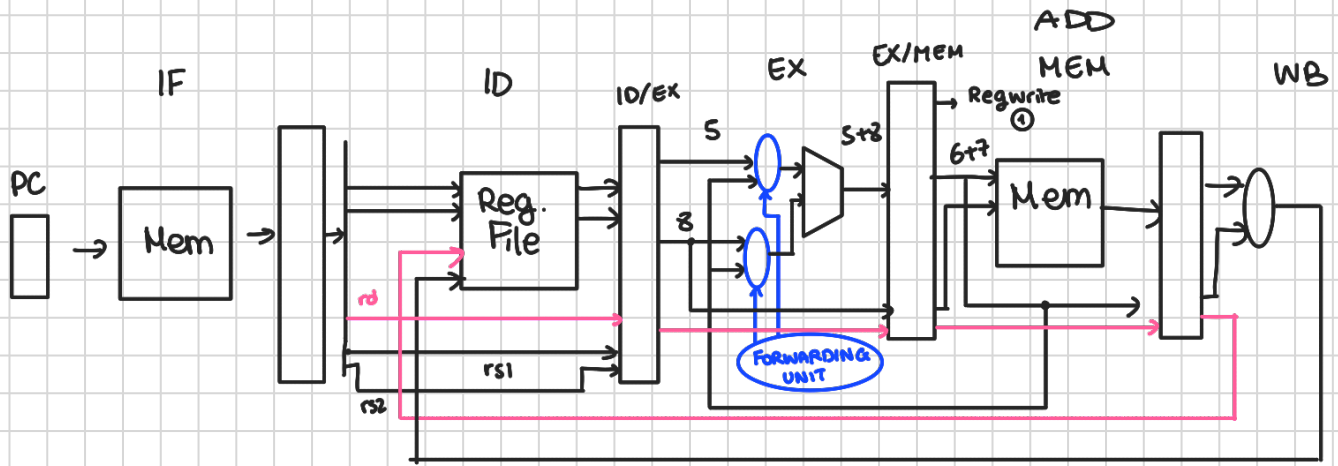 ADD
IF
ID
ID/EX
EX
EX/MEM
MEM
WB
Regwrite
1
PC
Mem
Reg.
File
5
8
5+8
6+7
Mem
rd
rs1
rs2
FORWARDING
UNIT